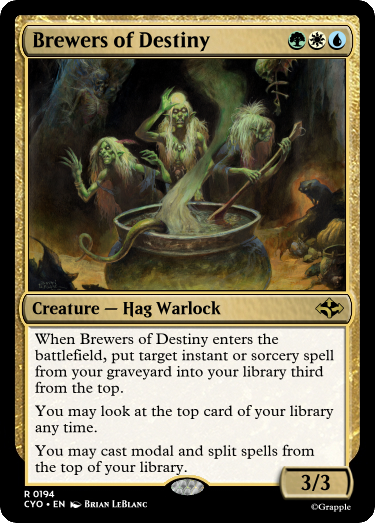 Brewers of Destiny
Creature — Hag Warlock
When Brewers of Destiny enters the
battlefield, put target instant or sorcery spell
from your graveyard into your library third
from the top.
You may look at the top card of your library
any time.
You may cast modal and split spells from
the top of your library.
3/3
R 0194
CYO • EN Brian LeBlanc
©Grapple